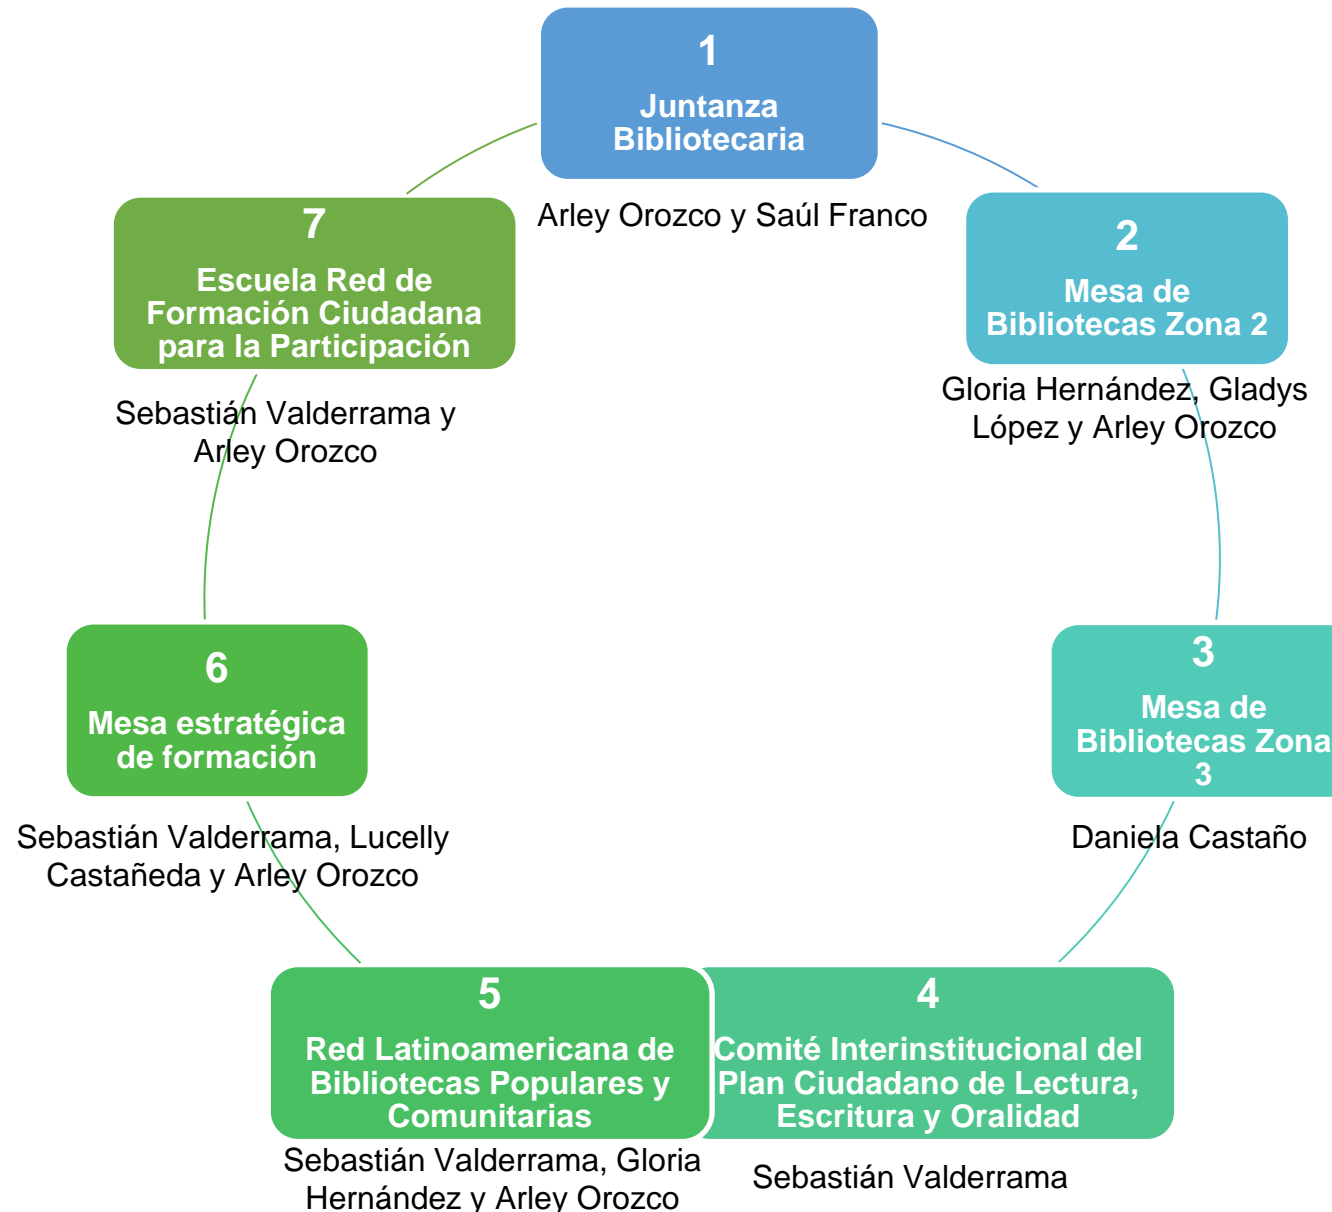 1
Juntanza
Bibliotecaria
Arley Orozco y Saúl Franco
2
Mesa de
Bibliotecas Zona 2
Gloria Hernández, Gladys
López y Arley Orozco
3
Mesa de
Bibliotecas Zona
3
Daniela Castaño
4
Comité Interinstitucional del
Plan Ciudadano de Lectura,
Escritura y Oralidad
Sebastián Valderrama
5
Red Latinoamericana de
Bibliotecas Populares y
Comunitarias
Sebastián Valderrama, Gloria
Hernández y Arley Orozco
6
Mesa estratégica
de formación
Sebastián Valderrama, Lucelly
Castañeda y Arley Orozco
7
Escuela Red de
Formación Ciudadana
para la Participación
Sebastián Valderrama y
Arley Orozco